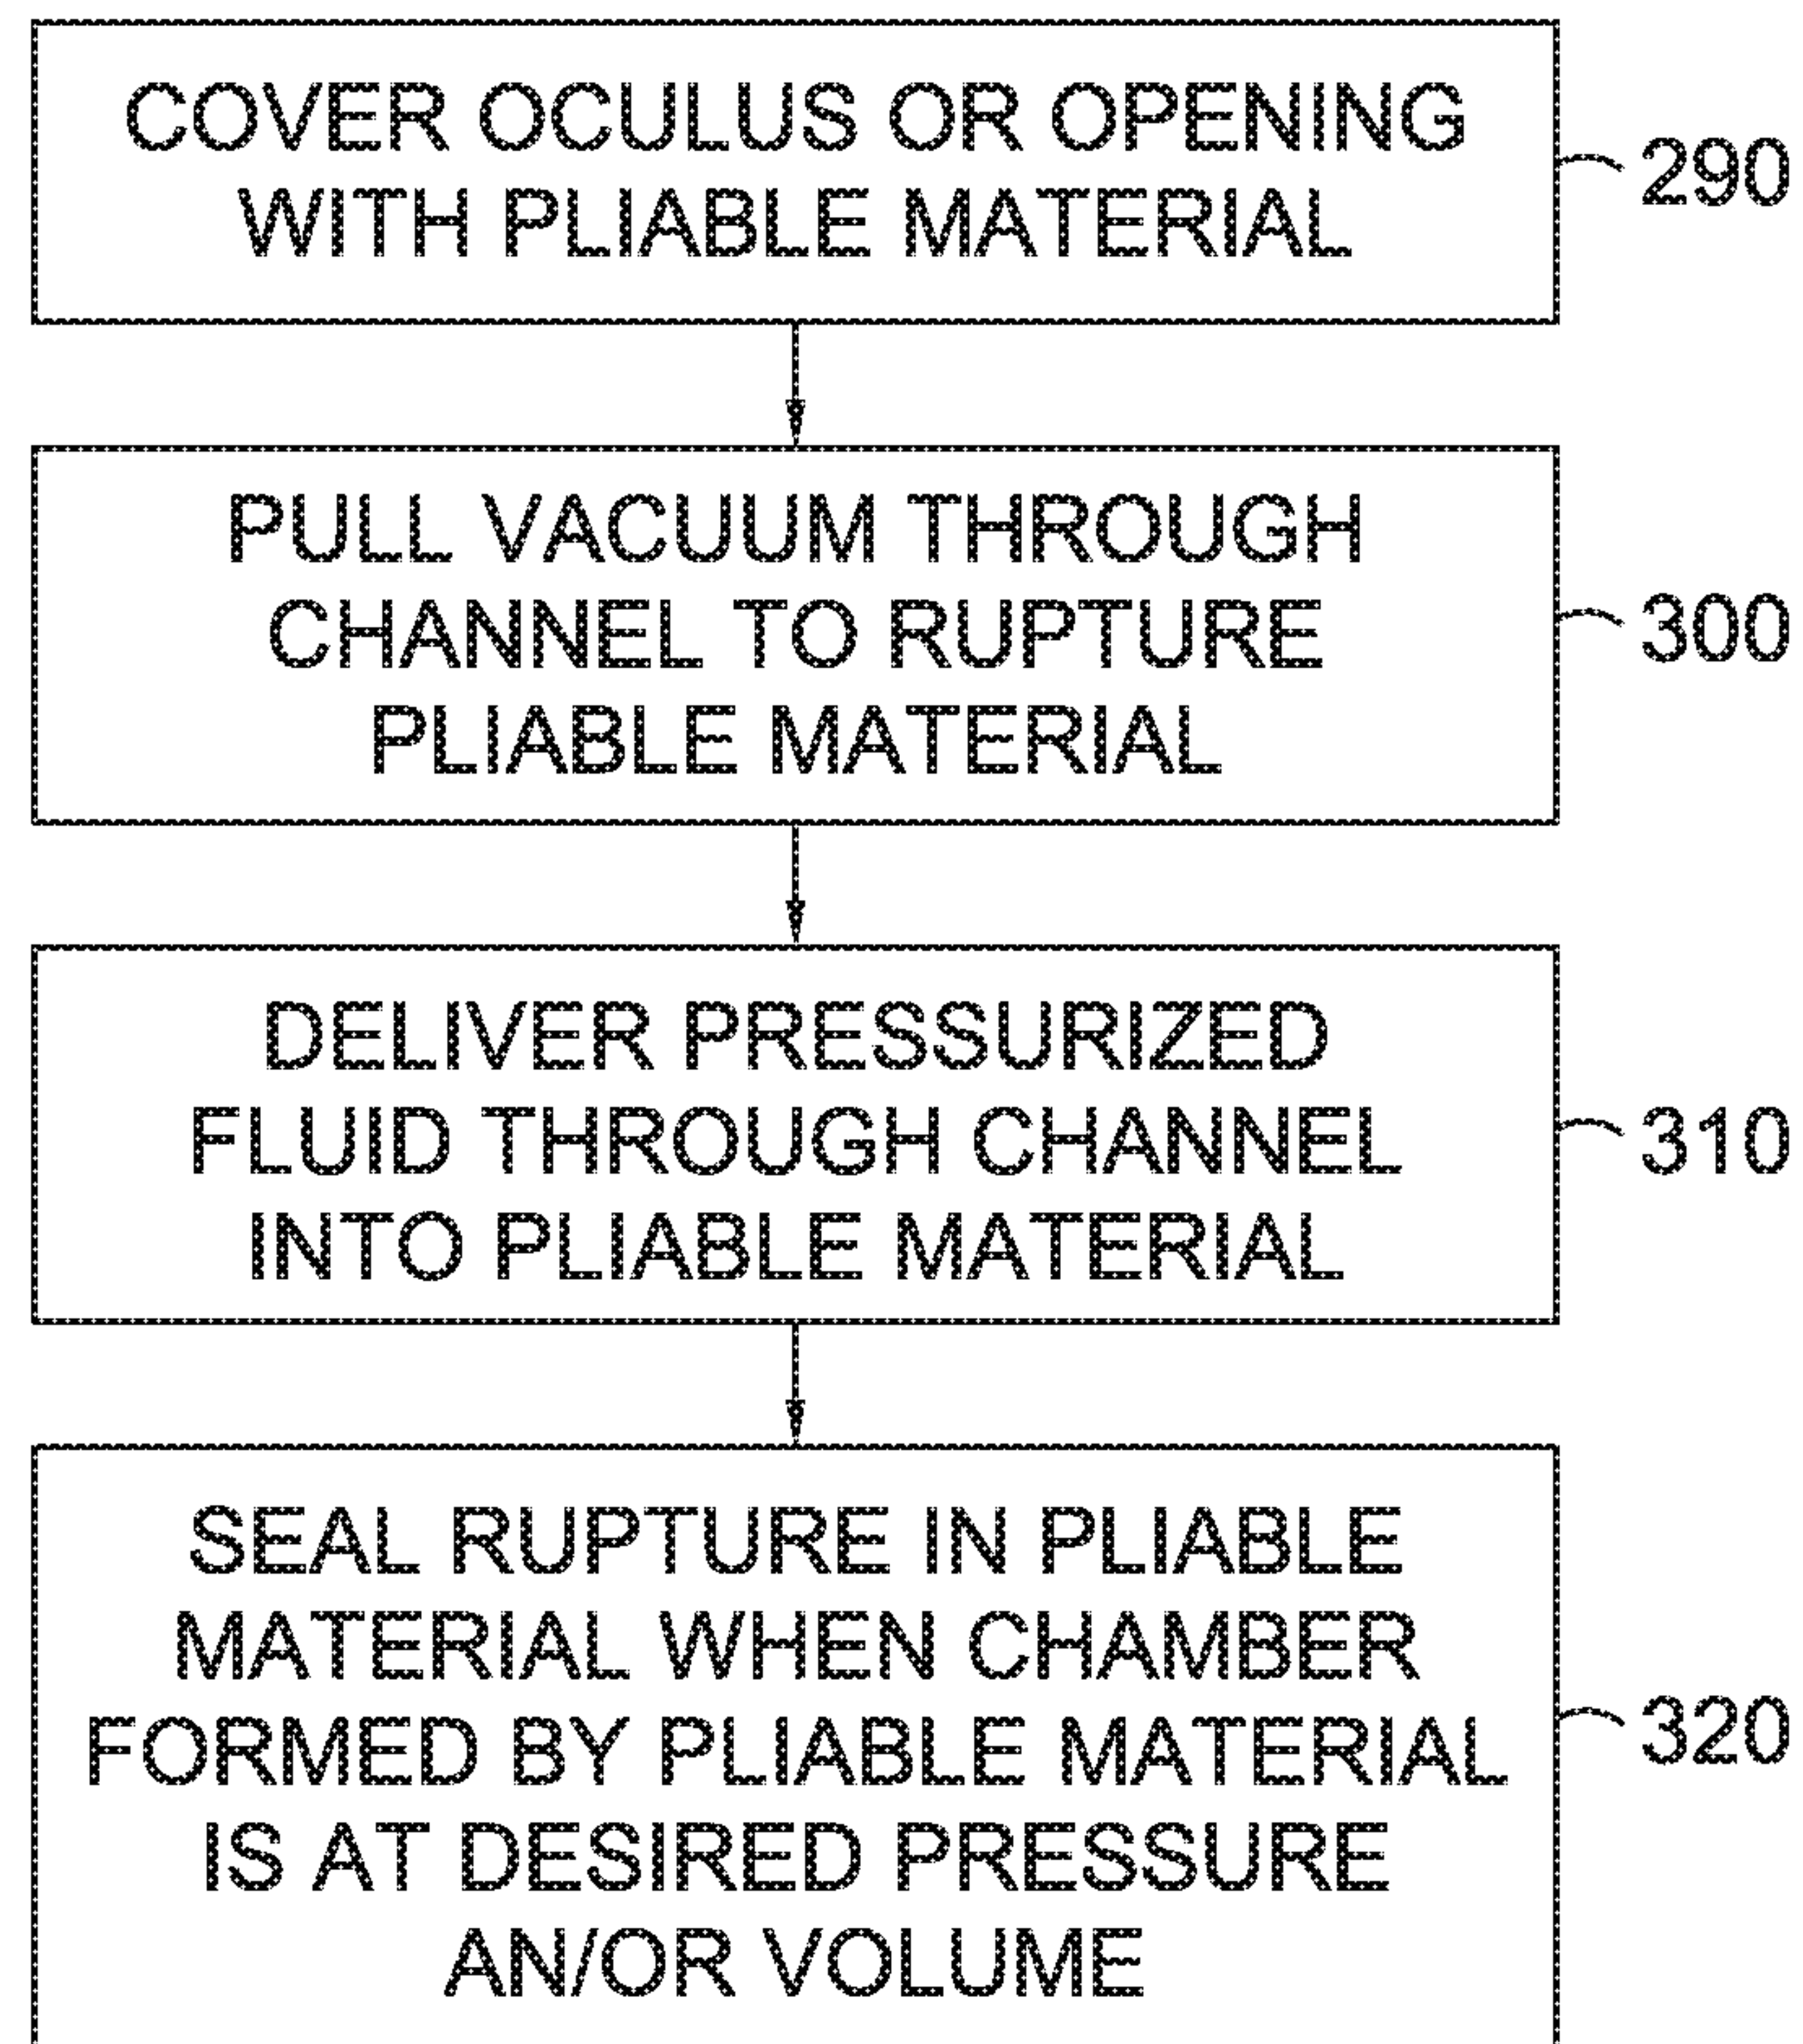 COVER OCULUS OR OPENING
WITH PLIABLE MATERIAL
290
PULL VACUUM THROUGH
CHANNEL TO RUPTURE
PLIABLE MATERIAL
300
DELIVER PRESSURIZED
FLUID THROUGH CHANNEL
INTO PLIABLE MATERIAL
310
SEAL RUPTURE IN PLIABLE
MATERIAL WHEN CHAMBER
FORMED BY PLIABLE MATERIAL
IS AT DESIRED PRESSURE
AN/OR VOLUME
320